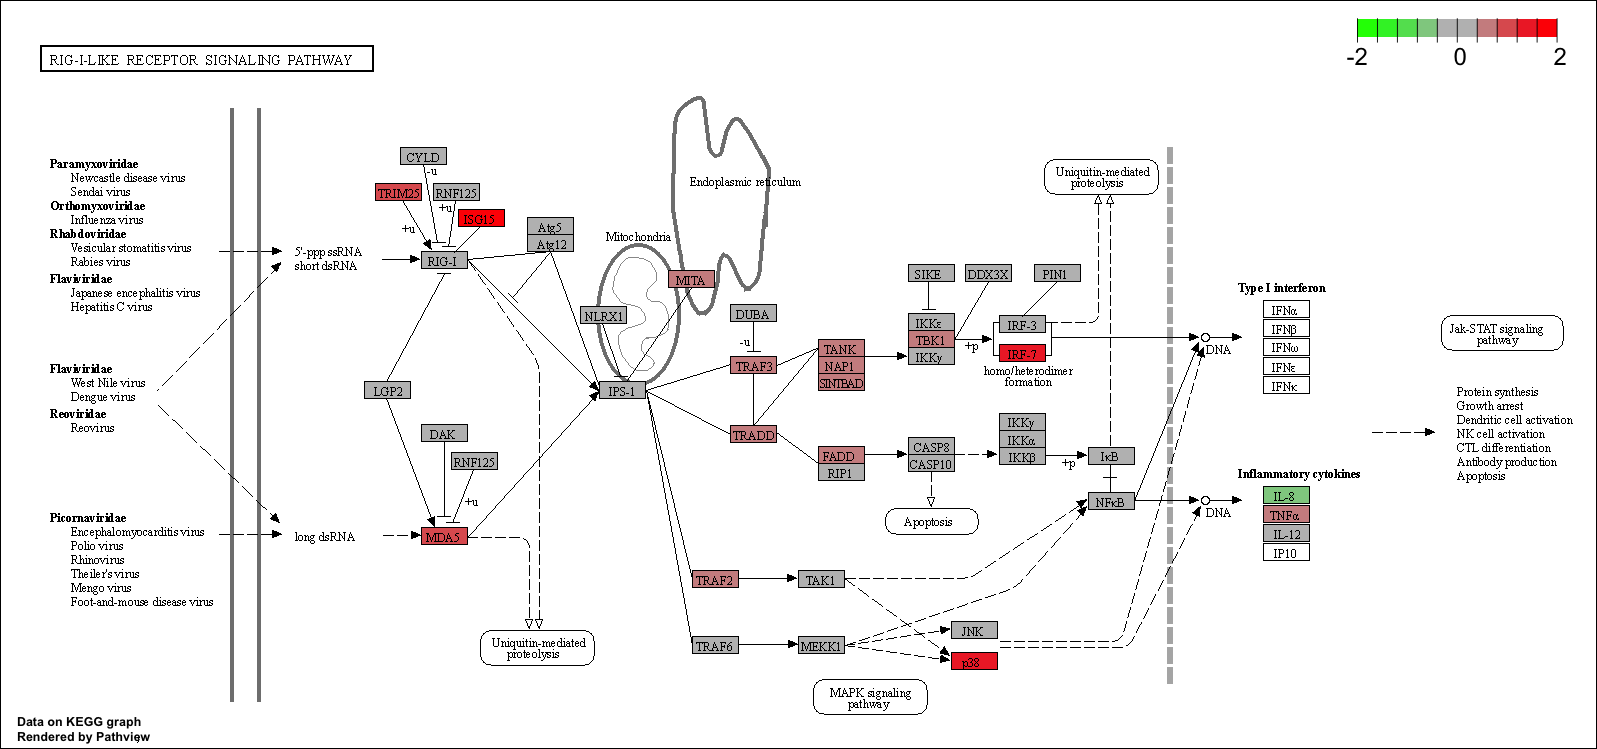 -2
0
2
RIG-I-LIKE RECEPTOR SIGNALING PATHWAY
Paramyxoviridae
Newcastle disease virus
Sendai virus
Orthomyxoviridae
Influenza virus
Rhabdoviridae
Vesicular stomatitis virus
Rabies virus
Flaviviridae
Japanese encephalitis virus
Hepatitis C virus
Flaviviridae
West Nile virus
Dengue virus
Reoviridae
Reovirus
Picornaviridae
Encephalomyocarditis virus
Polio virus
Rhinovirus
Theiler's virus
Mengo virus
Foot-and-mouse disease virus
5'-ppp ssRNA
short dsRNA
long dsRNA
CYLD
-u
TRIM25
RNF125
+u
ISG15
+u
RIG-I
Atg5
Atg12
LGP2
DAK
RNF125
+u
MDA5
Uniquitin-mediated
proteolysis
Mitochondria
Endoplasmic reticulum
MITA
NLRX1
IPS-1
DUBA
-u
TRAF3
TRADD
TANK
NAP1
SINTBAD
FADD
RIP1
TRAF2
TAK1
TRAF6
MEKK1
MAPK signaling
pathway
SIKE
DDX3X
PIN1
IKKε
TBK1
IKKγ
+p
IRF-3
IRF-7
homo/heterodimer
formation
Uniquitin-mediated
proteolysis
CASP8
CASP10
Apoptosis
IKKγ
IKKα
IKKβ
+p
IκB
NFκB
JNK
p38
DNA
DNA
Type I interferon
IFNα
IFNβ
IFNω
IFNε
IFNκ
Inflammatory cytokines
IL-8
TNFα
IL-12
IP10
Jak-STAT signaling
pathway
Protein synthesis
Growth arrest
Dendritic cell activation
NK cell activation
CTL differentiation
Antibody production
Apoptosis
Data on KEGG graph
Rendered by Pathview